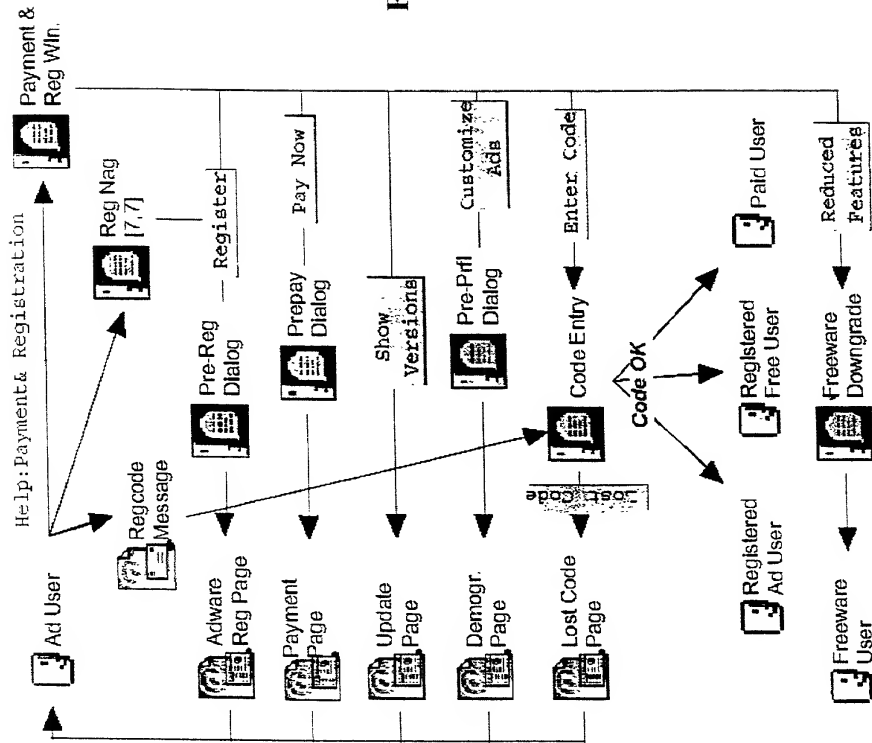 Help:Payment& Registration
Ad User
Payment &
Reg WIn.
Reg Nag
[7,7]
Regcode
Message
Adware
Reg Page
Pre-Reg
Dialog
Register
Payment
Page
Prepay
Dialog
Pay Now
Update
Page
Show
Versions
Demogr.
Page
Pre-Prfl
Dialog
Customize
Ads
Lost Code
Page
Lost Code
Code Entry
Enter Code
Code OK
Registered
Ad User
Registered
Free User
Paid User
Freeware
User
Freeware
Downgrade
Reduced
Features